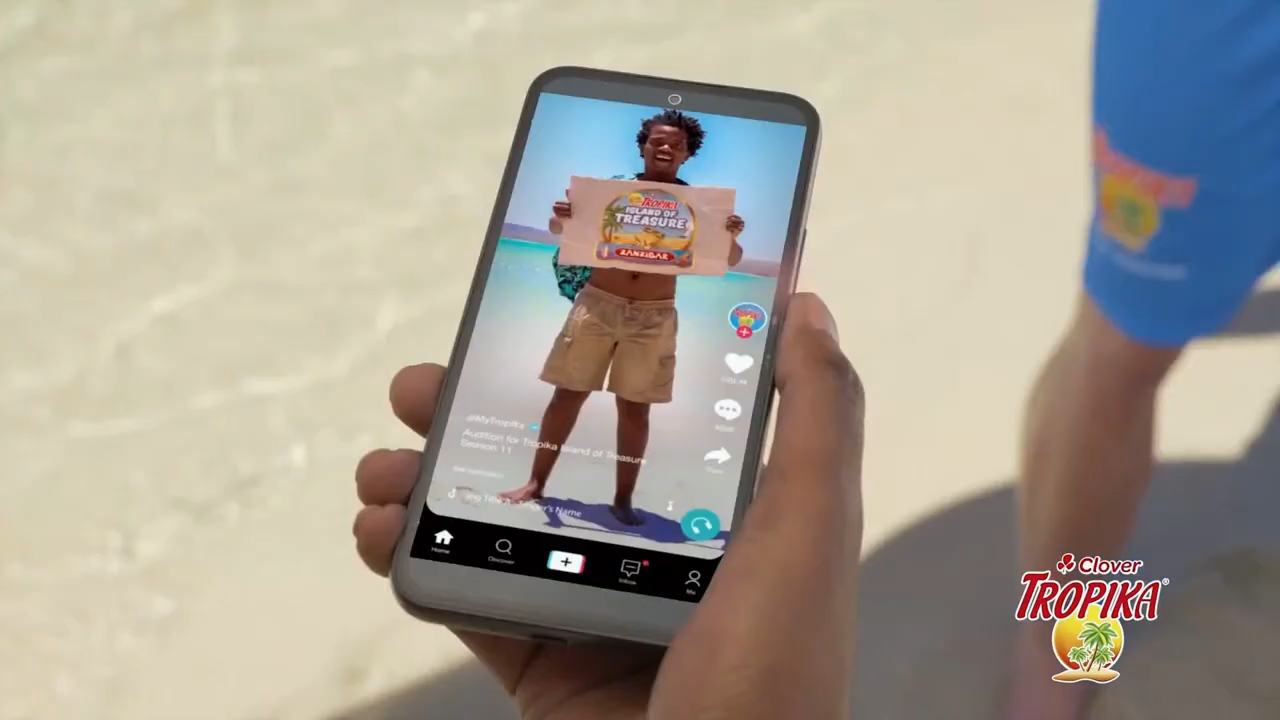 TROPIKA
ISLAND OF
TREASURE
ZANZIBAR
@MyTropika
Audition for Tropika Island of Treasure
Season 11
Name
Home
Discover
Inbox
Me
Clover
TROPIKA